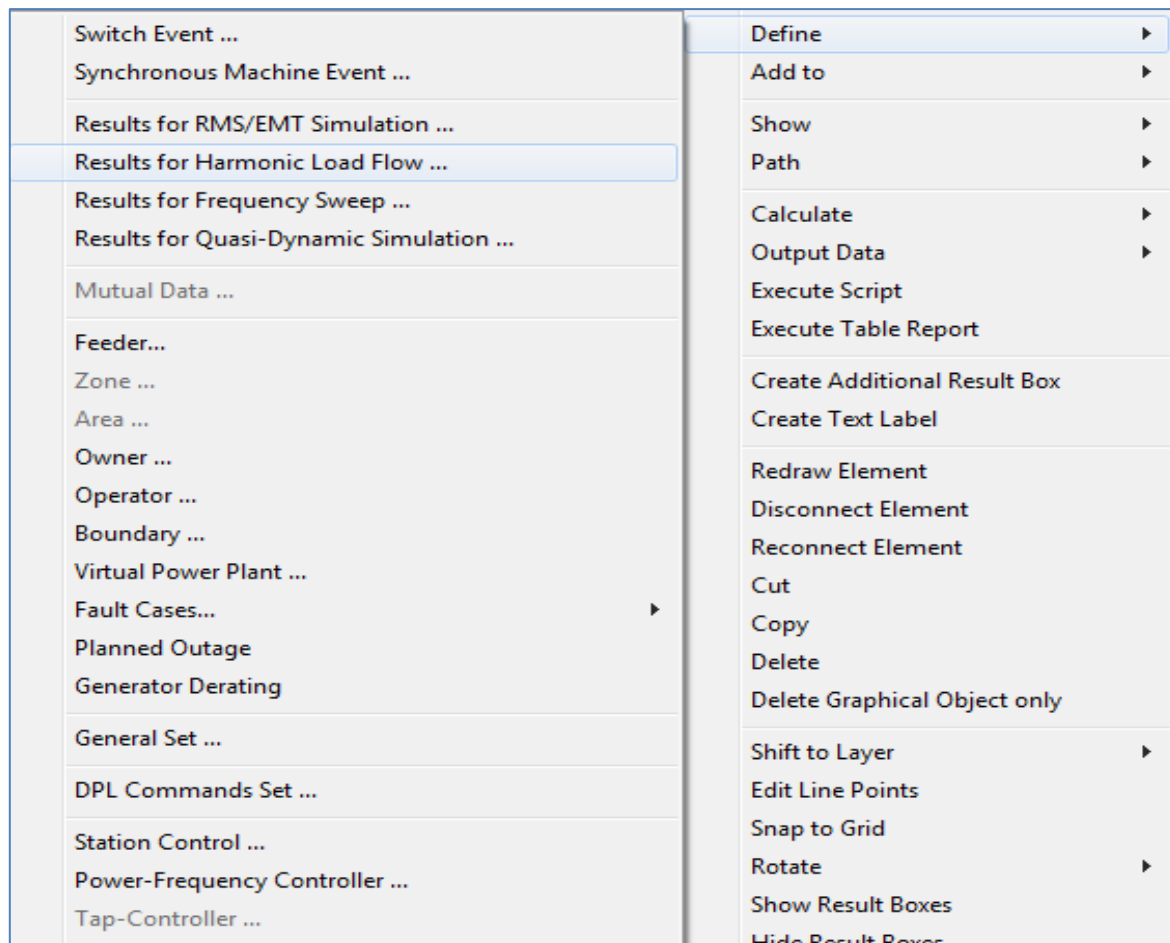 Switch Event ...
Synchronous Machine Event ...
Results for RMS/EMT Simulation ...
Results for Harmonic Load Flow ...
Results for Frequency Sweep ...
Results for Quasi-Dynamic Simulation ...
Mutual Data ...
Feeder...
Zone ...
Area ...
Owner ...
Operator ...
Boundary ...
Virtual Power Plant ...
Fault Cases...
Planned Outage
Generator Derating
General Set ...
DPL Commands Set ...
Station Control ...
Power-Frequency Controller ...
Tap-Controller ...
Define
Add to
Show
Path
Calculate
Output Data
Execute Script
Execute Table Report
Create Additional Result Box
Create Text Label
Redraw Element
Disconnect Element
Reconnect Element
Cut
Copy
Delete
Delete Graphical Object only
Shift to Layer
Edit Line Points
Snap to Grid
Rotate
Show Result Boxes
Hide Result Boxes